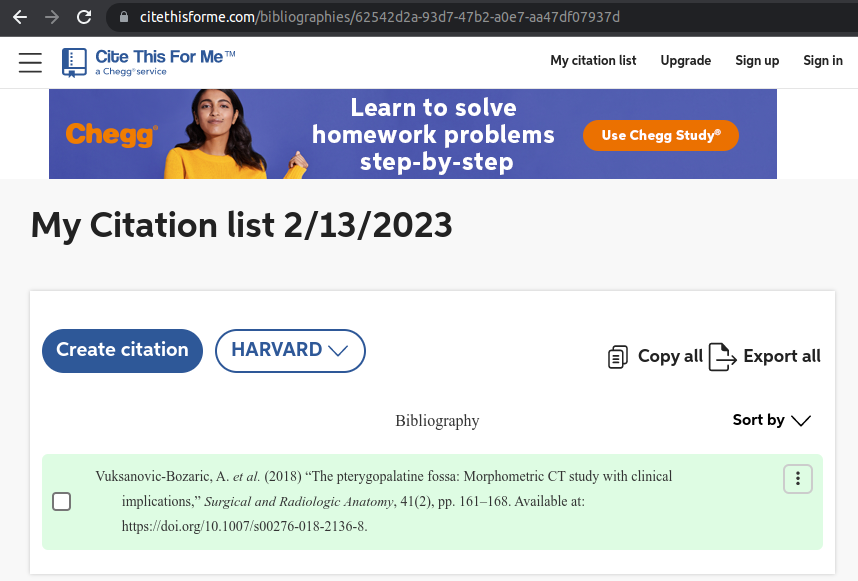 citethisforme.com/bibliographies/62542d2a-93d7-47b2-a0e7-aa47df07937d
Cite This For Me™
a Chegg® service
My citation list
Upgrade
Sign up
Sign in
Chegg®
Learn to solve
homework problems
step-by-step
Use Chegg Study®
My Citation list 2/13/2023
Create citation
HARVARD
Copy all
Export all
Bibliography
Sort by
Vuksanovic-Bozaric, A. et al. (2018) “The pterygopalatine fossa: Morphometric CT study with clinical
implications,” Surgical and Radiologic Anatomy, 41(2), pp. 161–168. Available at:
https://doi.org/10.1007/s00276-018-2136-8.